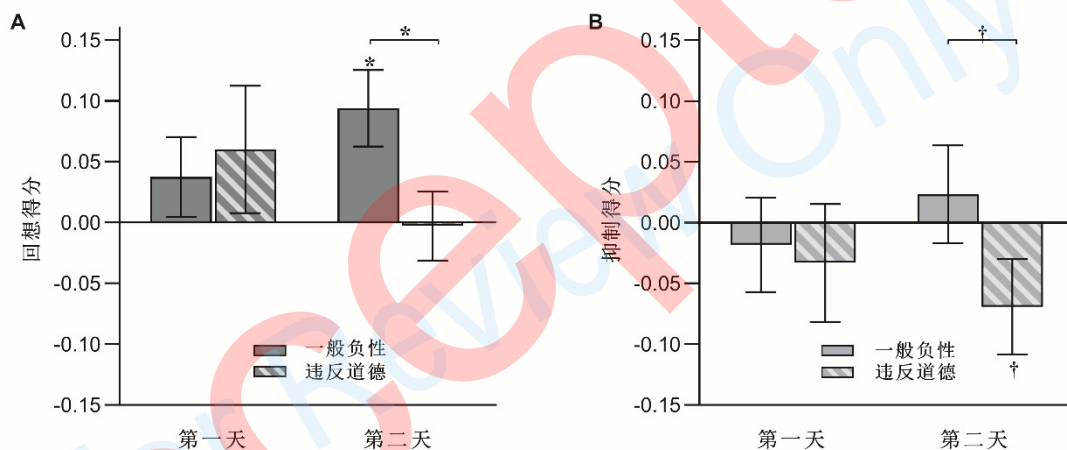 A
0.15
0.10
0.05
0.00
-0.05
-0.10
-0.15
回想得分
*
*
一般负性
违反道德
第一天
第二天
B
0.15
0.10
0.05
0.00
-0.05
-0.10
-0.15
抑制得分
†
†
一般负性
违反道德
第一天
第二天
Review Only